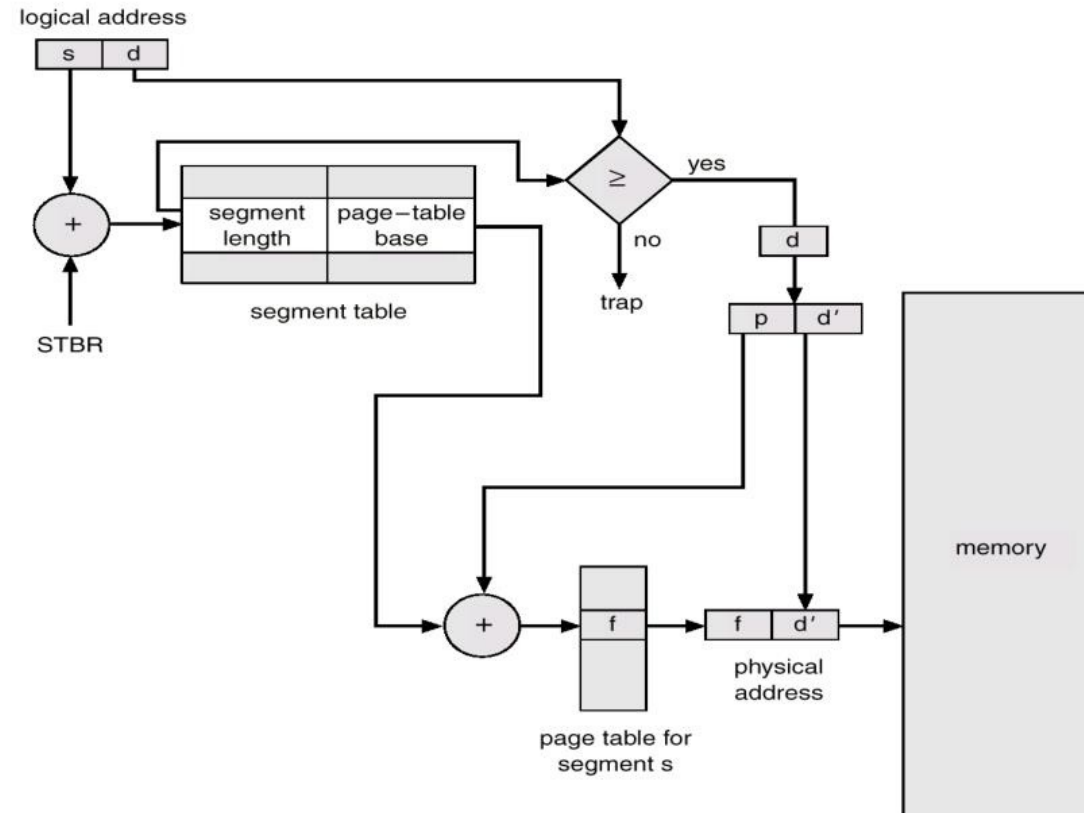 logical address
s d
≥
yes
+
segment length
page–table base
no
d
segment table
trap
p d′
STBR
memory
+
f
f d′
physical address
page table for segment s